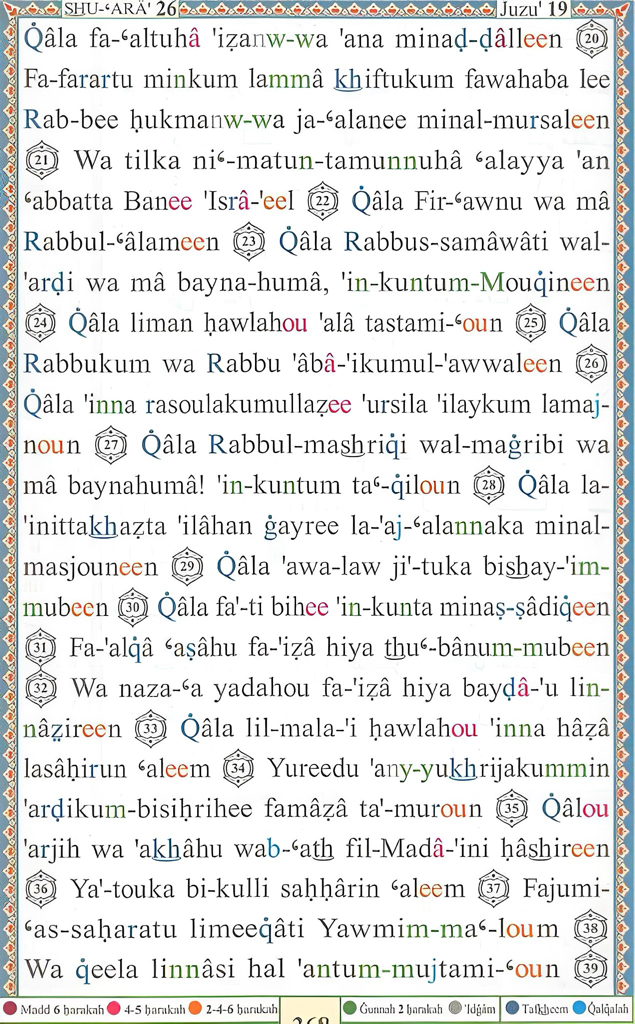 SHU-ʿARÂ' 26 Juzu' 19
Q̇âla fa-ʿaltuhâ 'iz̧anw-wa 'ana minaḍ-ḍâlleen 20
Fa-farartu minkum lammâ khiftukum fawahaba lee
Rab-bee ḥukmanw-wa ja-ʿalanee minal-mursaleen
21 Wa tilka niʿ-matun-tamunnuhâ ʿalayya 'an
ʿabbatta Banee 'Isrâ-'eel 22 Q̇âla Fir-ʿawnu wa mâ
Rabbul-ʿâlameen 23 Q̇âla Rabbus-samâwâti wal-
'arḍi wa mâ bayna-humâ, 'in-kuntum-Mouq̇ineen
24 Q̇âla liman ḥawlahou 'alâ tastami-ʿoun 25 Q̇âla
Rabbukum wa Rabbu 'âbâ-'ikumul-'awwaleen 26
Q̇âla 'inna rasoulakumullaz̧ee 'ursila 'ilaykum lamaj-
noun 27 Q̇âla Rabbul-mashriq̇i wal-maġribi wa
mâ baynahumâ! 'in-kuntum taʿ-q̇iloun 28 Q̇âla la-
'inittakhaz̧ta 'ilâhan ġayree la-'aj-ʿalannaka minal-
masjouneen 29 Q̇âla 'awa-law ji'-tuka bishay-'im-
mubeen 30 Q̇âla fa'-ti bihee 'in-kunta minaṣ-ṣâdiq̇een
31 Fa-'alq̇â ʿaṣâhu fa-'iz̧â hiya thuʿ-bânum-mubeen
32 Wa naza-ʿa yadahou fa-'iz̧â hiya bayḍâ-'u lin-
nâẓireen 33 Q̇âla lil-mala-'i ḥawlahou 'inna hâz̧â
lasâḥirun ʿaleem 34 Yureedu 'any-yukhrijakummin
'arḍikum-bisiḥrihee famâz̧â ta'-muroun 35 Q̇âlou
'arjih wa 'akhâhu wab-ʿath fil-Madâ-'ini ḥâshireen
36 Ya'-touka bi-kulli saḥḥârin ʿaleem 37 Fajumi-
ʿas-saḥaratu limeeq̇âti Yawmim-maʿ-loum 38
Wa q̇eela linnâsi hal 'antum-mujtami-ʿoun 39
Madd 6 ḥarakah 4-5 ḥarakah 2-4-6 ḥarakah 368 Ġunnah 2 ḥarakah 'Idġâm Tafkheem Qalqalah